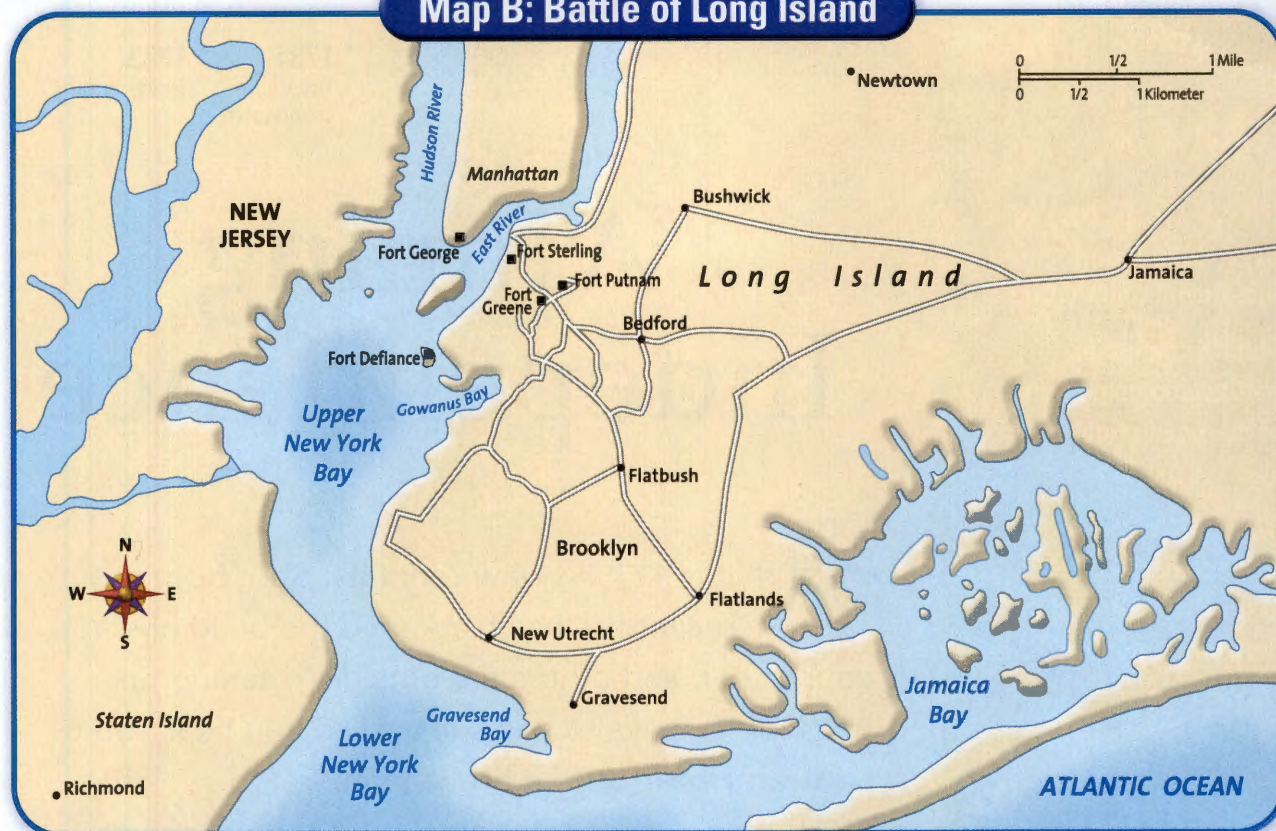 Map B: Battle of Long Island
0 1/2 1 Mile
0 1/2 1 Kilometer
Newtown
Hudson River
Manhattan
NEW
JERSEY
Bushwick
East River
Fort George
Fort Sterling
Fort Putnam
Fort
Greene
Long Island
Jamaica
Bedford
Fort Defiance
Gowanus Bay
Upper
New York
Bay
Flatbush
Brooklyn
N
W E
S
Flatlands
New Utrecht
Gravesend
Jamaica
Bay
Staten Island
Gravesend
Bay
Lower
New York
Bay
Richmond
ATLANTIC OCEAN